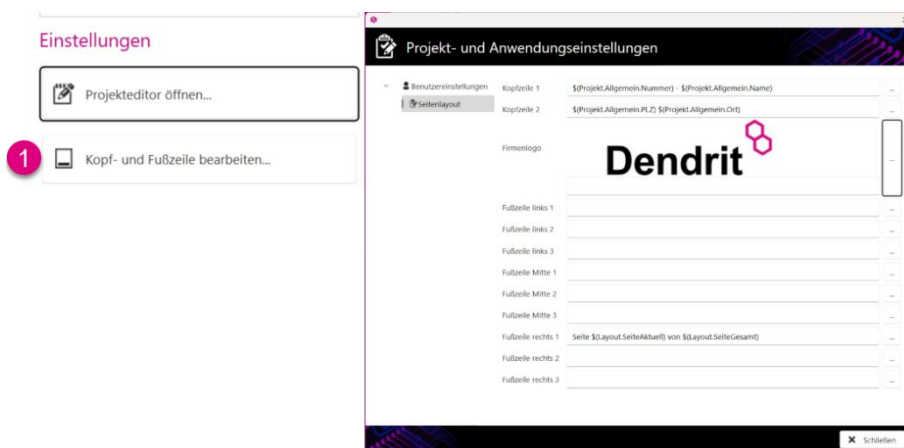 Einstellungen
Projekteditor öffnen...
1
Kopf- und Fußzeile bearbeiten...
Projekt- und Anwendungseinstellungen
Benutzereinstellungen
Seitenlayout
Kopfzeile 1
$(Projekt.Allgemein.Nummer) - $(Projekt.Allgemein.Name)
...
Kopfzeile 2
$(Projekt.Allgemein.PLZ) $(Projekt.Allgemein.Ort)
...
Firmenlogo
Dendrit
...
Fußzeile links 1
...
Fußzeile links 2
...
Fußzeile links 3
...
Fußzeile Mitte 1
...
Fußzeile Mitte 2
...
Fußzeile Mitte 3
...
Fußzeile rechts 1
Seite $(Layout.SeiteAktuell) von $(Layout.SeiteGesamt)
...
Fußzeile rechts 2
...
Fußzeile rechts 3
...
Schließen